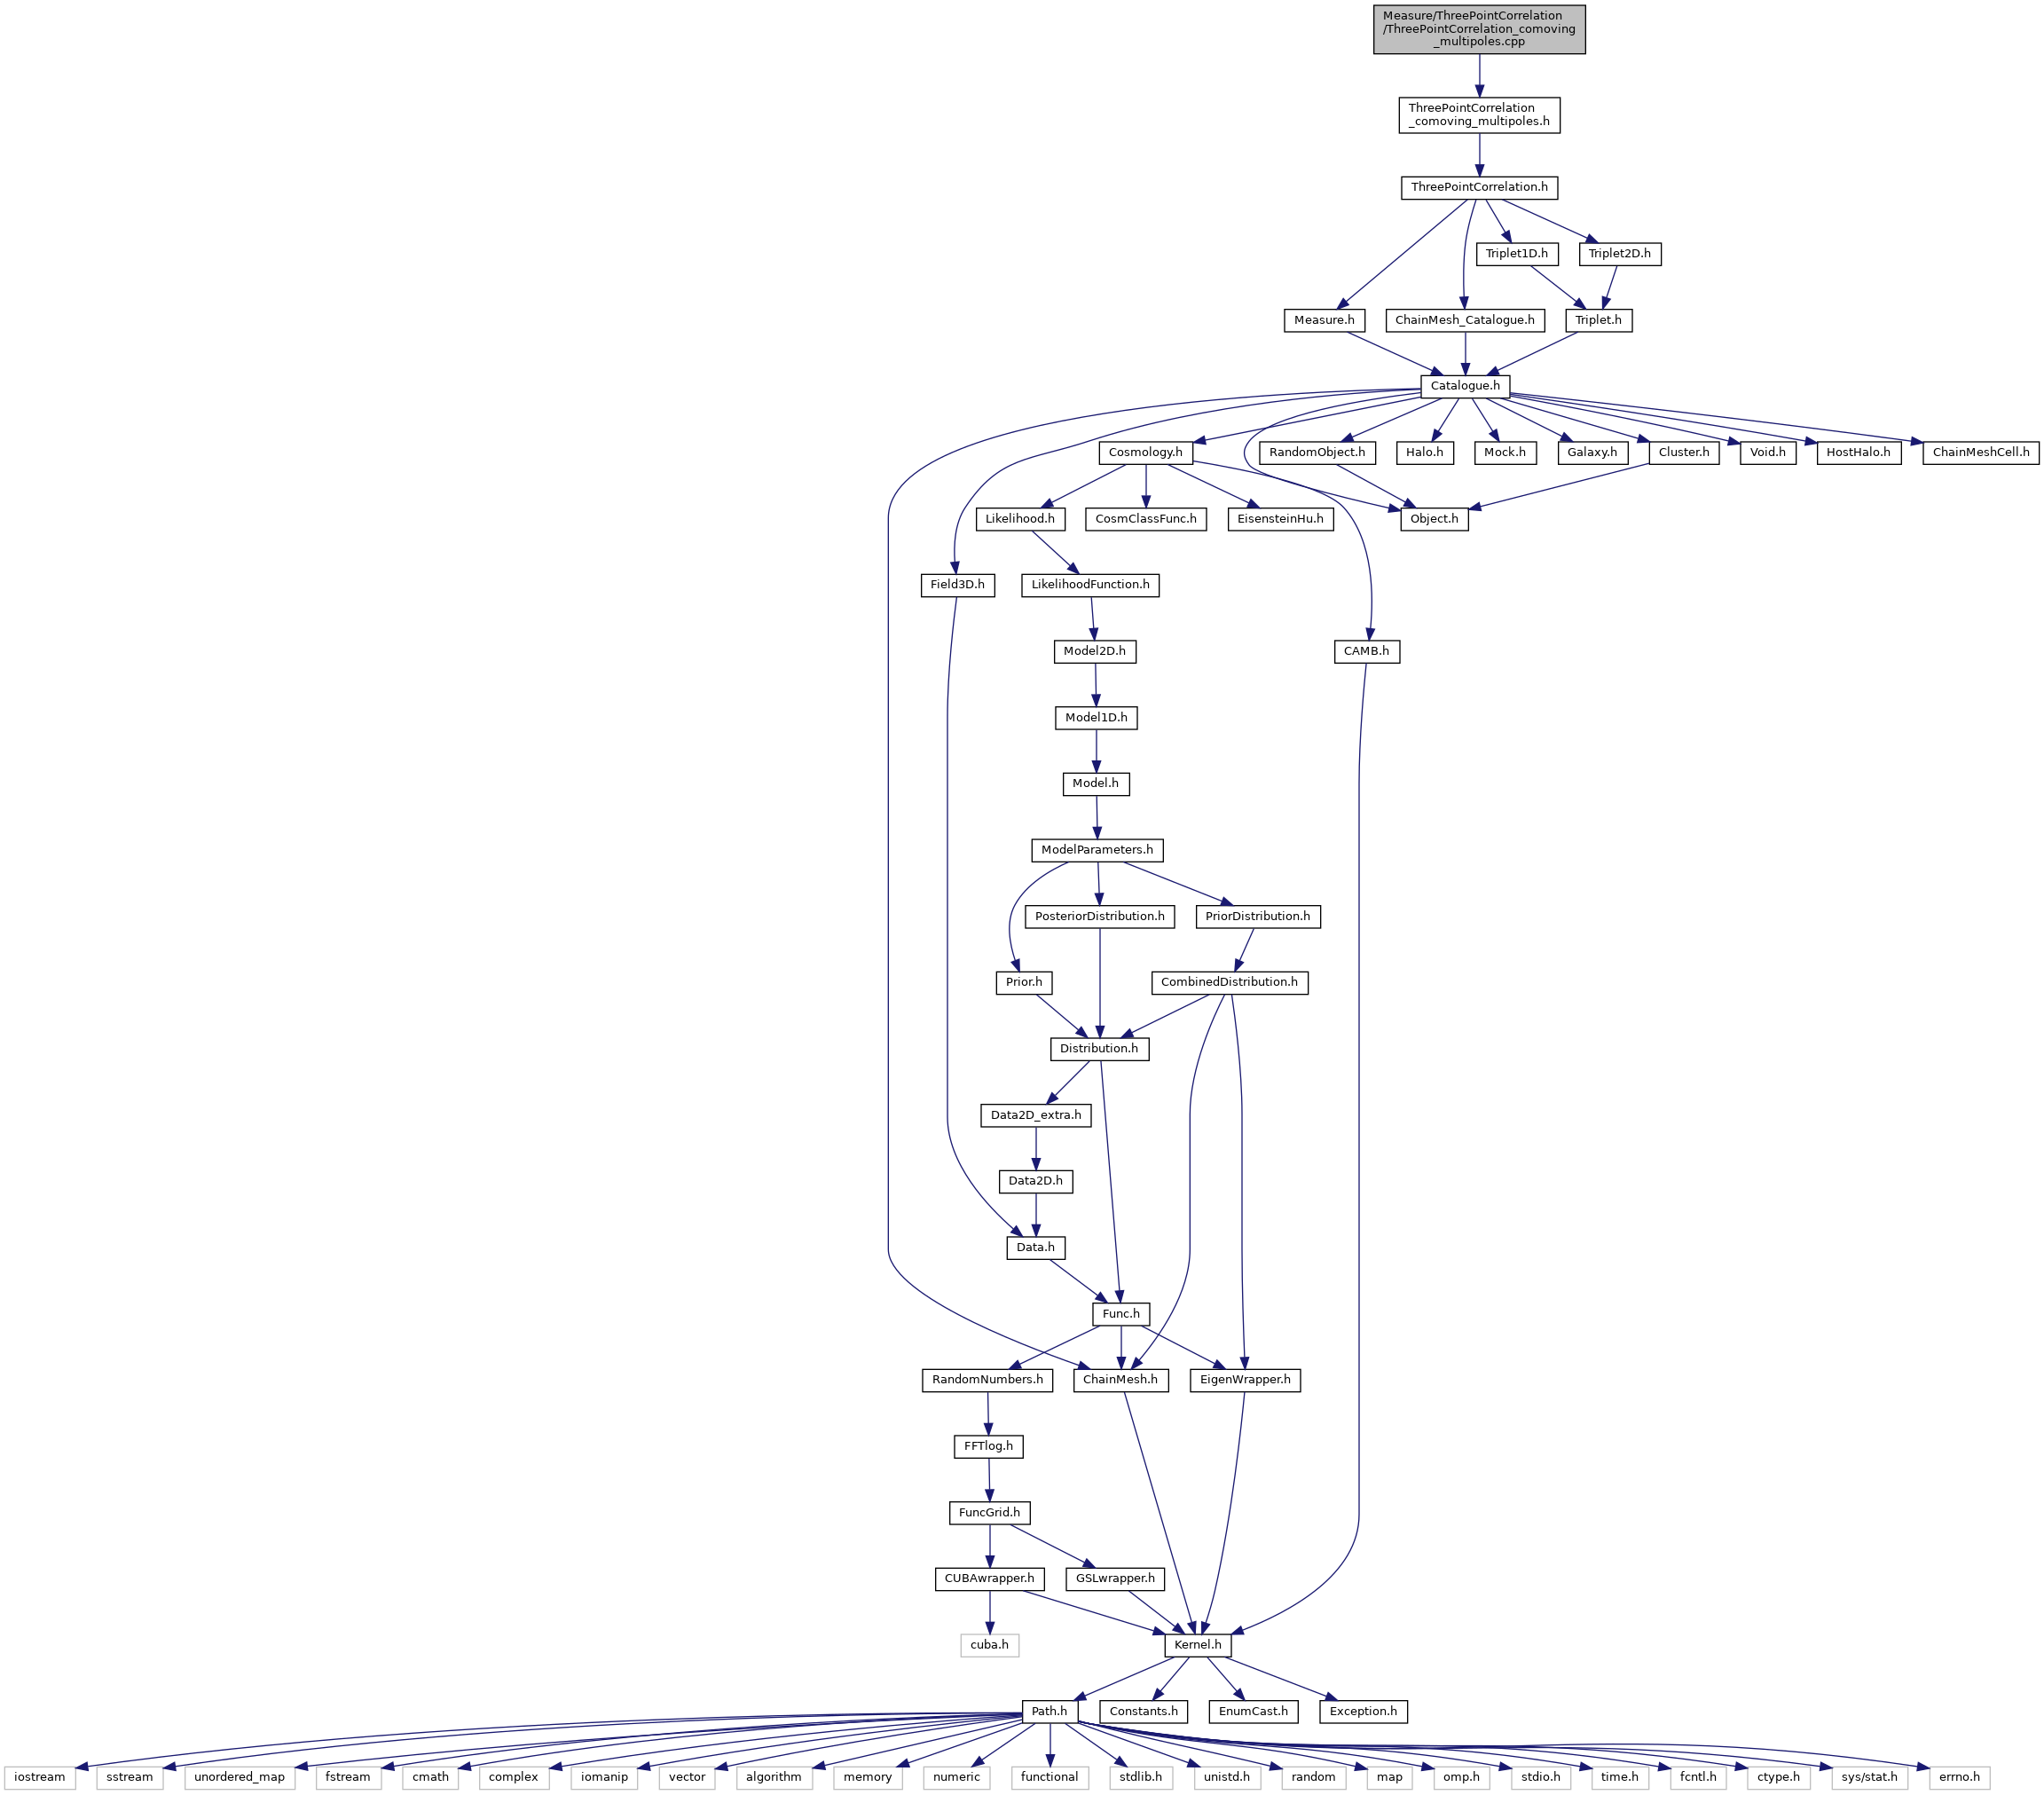 Measure/ThreePointCorrelation
/ThreePointCorrelation_comoving
_multipoles.cpp
ThreePointCorrelation
_comoving_multipoles.h
ThreePointCorrelation.h
Triplet1D.h
Triplet2D.h
Measure.h
ChainMesh_Catalogue.h
Triplet.h
Catalogue.h
Cosmology.h
RandomObject.h
Halo.h
Mock.h
Galaxy.h
Cluster.h
Void.h
HostHalo.h
ChainMeshCell.h
Likelihood.h
CosmClassFunc.h
EisensteinHu.h
Object.h
Field3D.h
LikelihoodFunction.h
Model2D.h
CAMB.h
Model1D.h
Model.h
ModelParameters.h
PosteriorDistribution.h
PriorDistribution.h
Prior.h
CombinedDistribution.h
Distribution.h
Data2D_extra.h
Data2D.h
Data.h
Func.h
RandomNumbers.h
ChainMesh.h
EigenWrapper.h
FFTlog.h
FuncGrid.h
CUBAwrapper.h
GSLwrapper.h
cuba.h
Kernel.h
Path.h
Constants.h
EnumCast.h
Exception.h
iostream
sstream
unordered_map
fstream
cmath
complex
iomanip
vector
algorithm
memory
numeric
functional
stdlib.h
unistd.h
random
map
omp.h
stdio.h
time.h
fcntl.h
ctype.h
sys/stat.h
errno.h